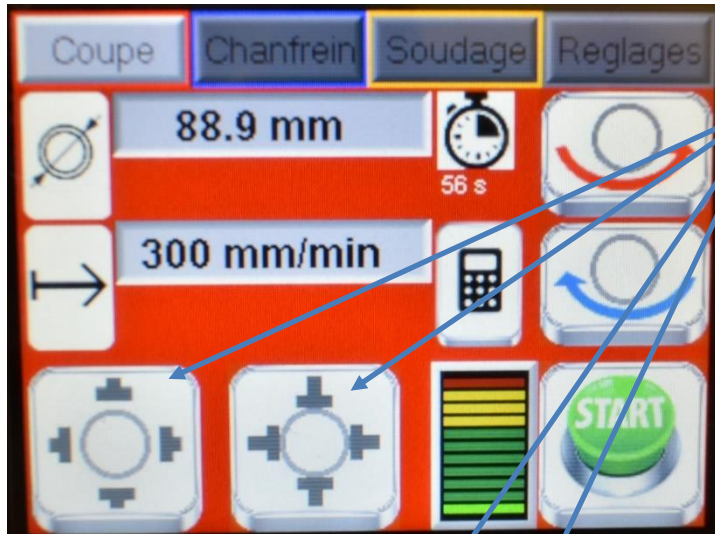 Coupe Chanfrein Soudage Reglages
88.9 mm
56 s
300 mm/min
START